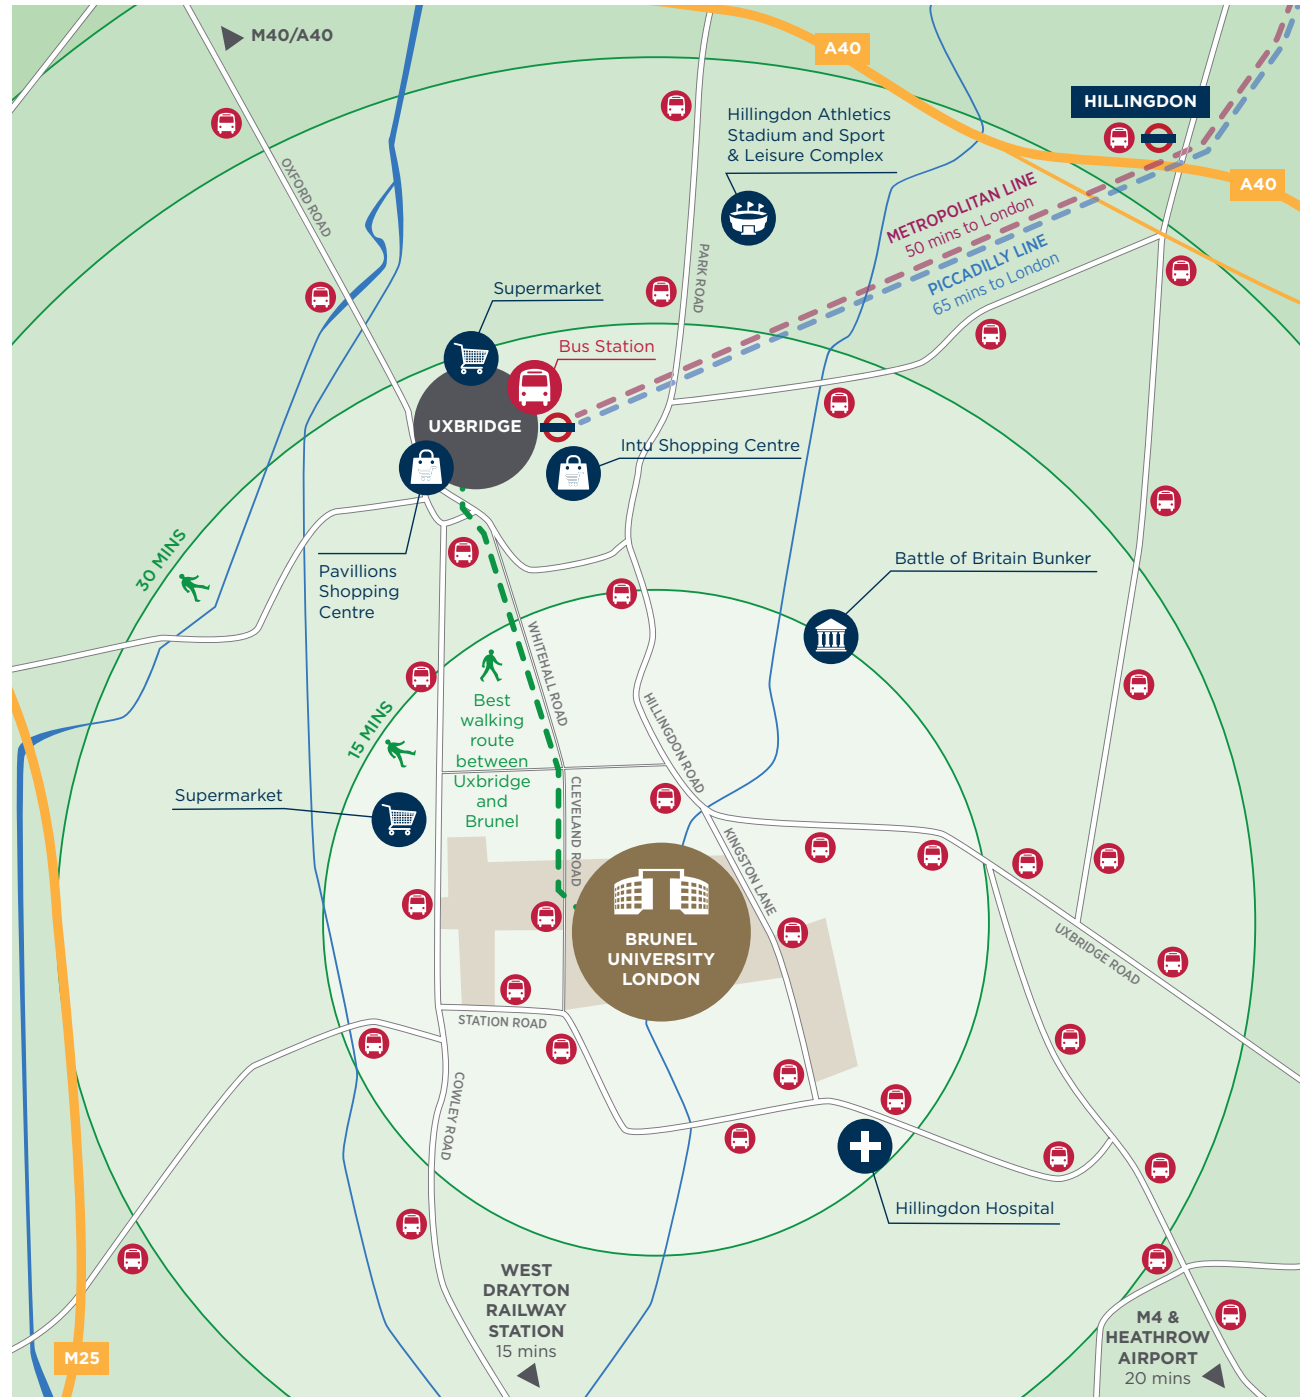 M40/A40
A40
HILLINGDON
Hillingdon Athletics
Stadium and Sport
& Leisure Complex
A40
OXFORD ROAD
METROPOLITAN LINE
50 mins to London
PARK ROAD
PICCADILLY LINE
65 mins to London
Supermarket
Bus Station
UXBRIDGE
Intu Shopping Centre
30 MINS
Pavillions
Shopping
Centre
Battle of Britain Bunker
WHITEHALL ROAD
15 MINS
Best
walking
route
between
Uxbridge
and
Brunel
HILLINGDON ROAD
Supermarket
CLEVELAND ROAD
KINGSTON LANE
BRUNEL
UNIVERSITY
LONDON
UXBRIDGE ROAD
STATION ROAD
COWLEY ROAD
Hillingdon Hospital
WEST
DRAYTON
RAILWAY
STATION
15 mins
M4 &
HEATHROW
AIRPORT
20 mins
M25